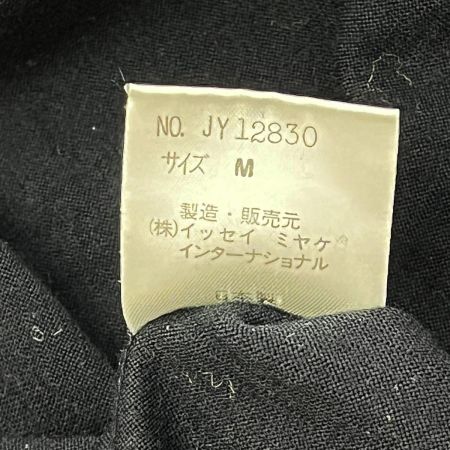 NO. JY12830
サイズ M
製造・販売元
(株)イッセイ ミヤケ
インターナショナル
日本製